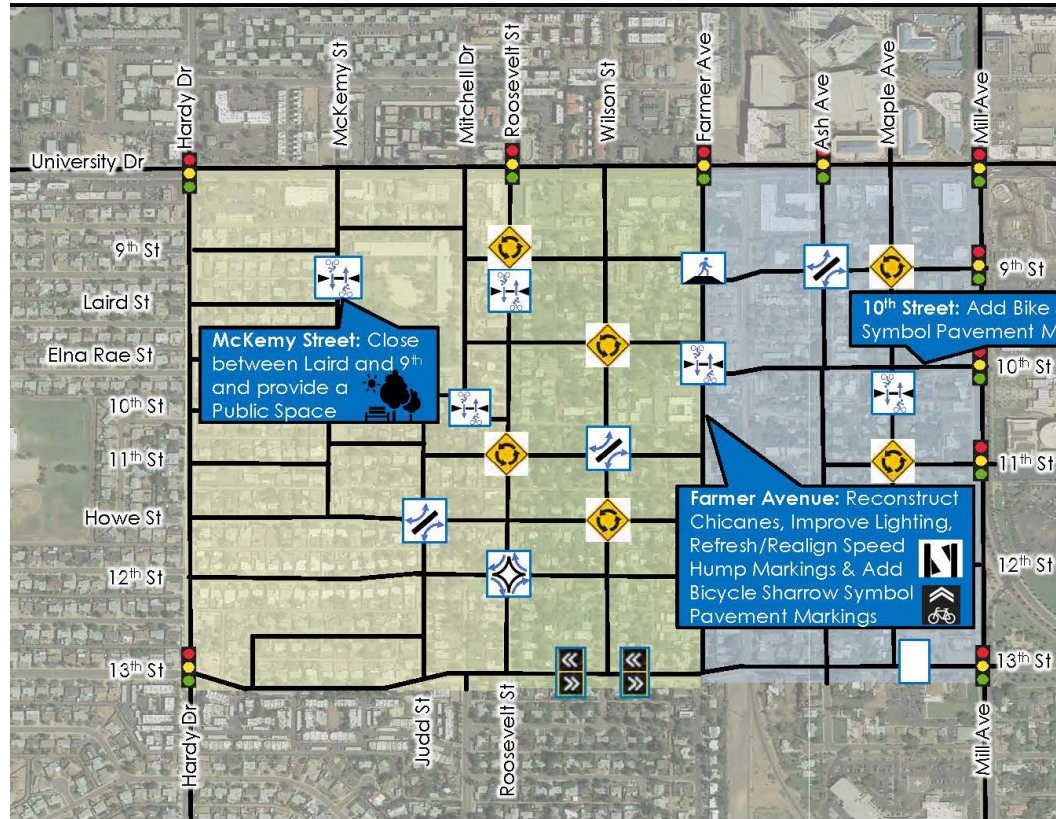 Hardy Dr
McKemy St
Mitchell Dr
Roosevelt St
Wilson St
Farmer Ave
Ash Ave
Maple Ave
Mill Ave
University Dr
9th St
9th St
Laird St
10th Street: Add Bike
Symbol Pavement M
McKemy Street: Close
between Laird and 9th
and provide a
Public Space
Elna Rae St
10th St
10th St
11th St
11th St
Farmer Avenue: Reconstruct
Chicanes, Improve Lighting,
Refresh/Realign Speed
Hump Markings & Add
Bicycle Sharrow Symbol
Pavement Markings
Howe St
12th St
12th St
13th St
13th St
Hardy Dr
Judd St
Roosevelt St
Mill Ave